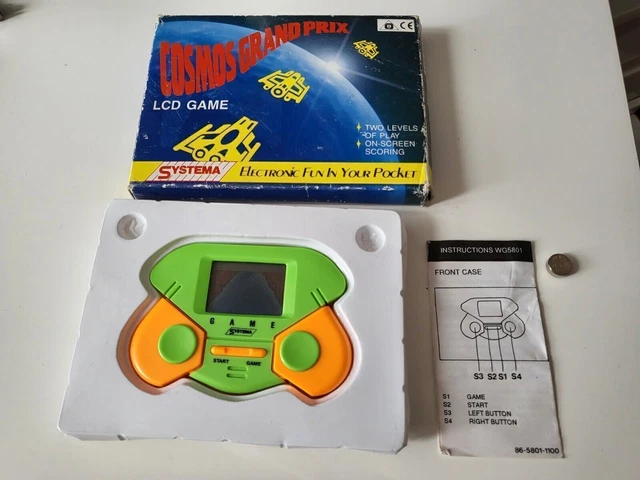 COSMOS GRAND PRIX
CE
LCD GAME
TWO LEVELS
OF PLAY
ON-SCREEN
SCORING
SYSTEMA
ELECTRONIC FUN IN YOUR POCKET
GAME
SYSTEMA
START GAME
INSTRUCTIONS WG5801
FRONT CASE
S3 S2 S1 S4
S1 GAME
S2 START
S3 LEFT BUTTON
S4 RIGHT BUTTON
86-5801-1100